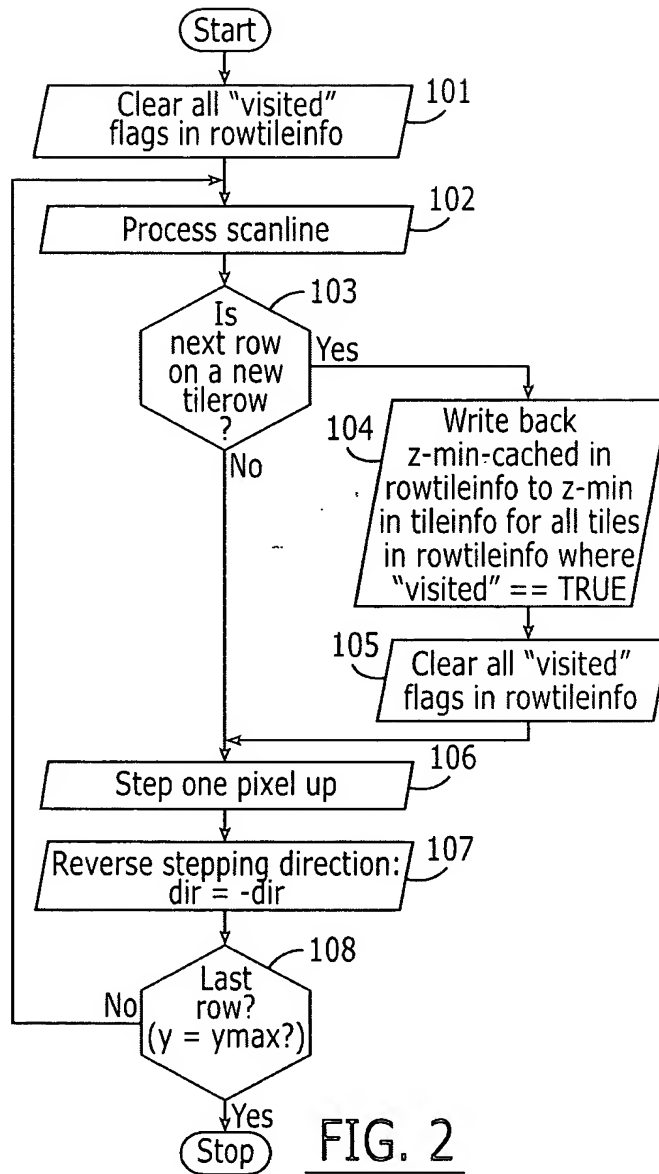 Start
Clear all “visited”
flags in rowtileinfo
101
Process scanline
102
103
Is
next row
on a new
tilerow
?
Yes
No
104
Write back
z-min-cached in
rowtileinfo to z-min
in tileinfo for all tiles
in rowtileinfo where
“visited” == TRUE
105
Clear all “visited”
flags in rowtileinfo
Step one pixel up
106
Reverse stepping direction:
dir = -dir
107
108
Last
row?
(y = ymax?)
No
Yes
Stop
FIG. 2